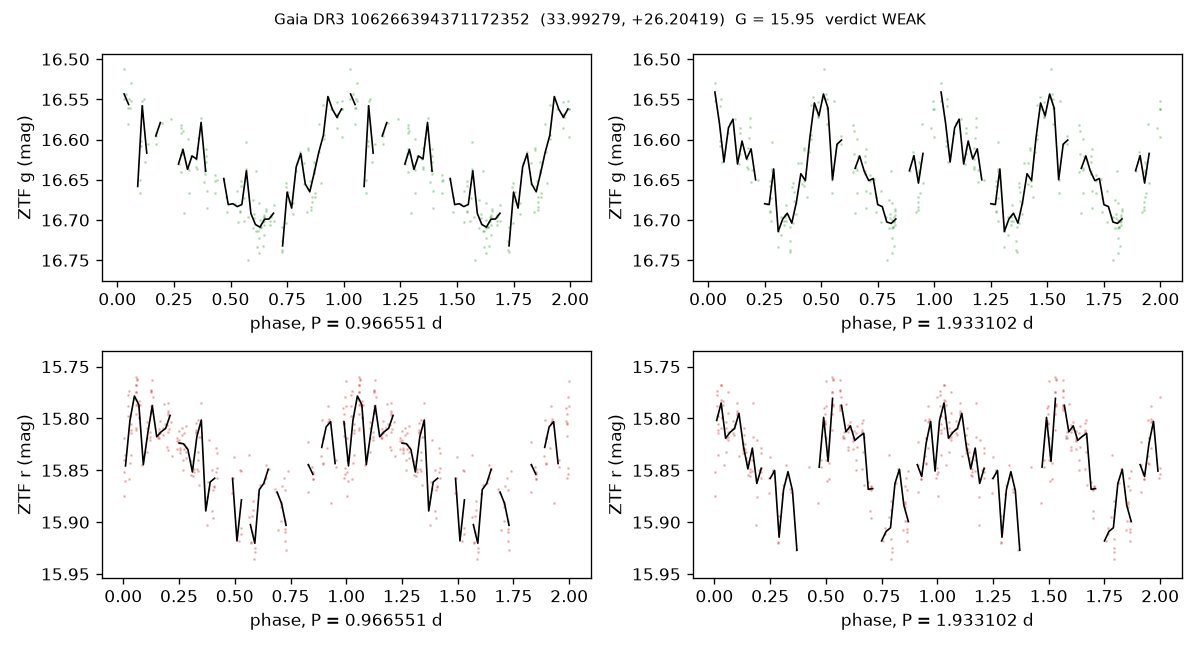 Gaia DR3 106266394371172352 (33.99279, +26.20419) G = 15.95 verdict WEAK
ZTF g (mag)
16.50
16.55
16.60
16.65
16.70
16.75
0.00 0.25 0.50 0.75 1.00 1.25 1.50 1.75 2.00
phase, P = 0.966551 d
ZTF g (mag)
16.50
16.55
16.60
16.65
16.70
16.75
0.00 0.25 0.50 0.75 1.00 1.25 1.50 1.75 2.00
phase, P = 1.933102 d
ZTF r (mag)
15.75
15.80
15.85
15.90
15.95
0.00 0.25 0.50 0.75 1.00 1.25 1.50 1.75 2.00
phase, P = 0.966551 d
ZTF r (mag)
15.75
15.80
15.85
15.90
15.95
0.00 0.25 0.50 0.75 1.00 1.25 1.50 1.75 2.00
phase, P = 1.933102 d